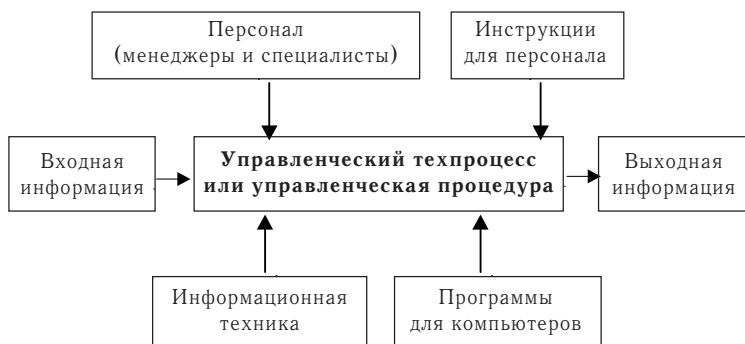 Персонал
(менеджеры и специалисты)
Инструкции
для персонала
Входная
информация
Управленческий техпроцесс
или управленческая процедура
Выходная
информация
Информационная
техника
Программы
для компьютеров